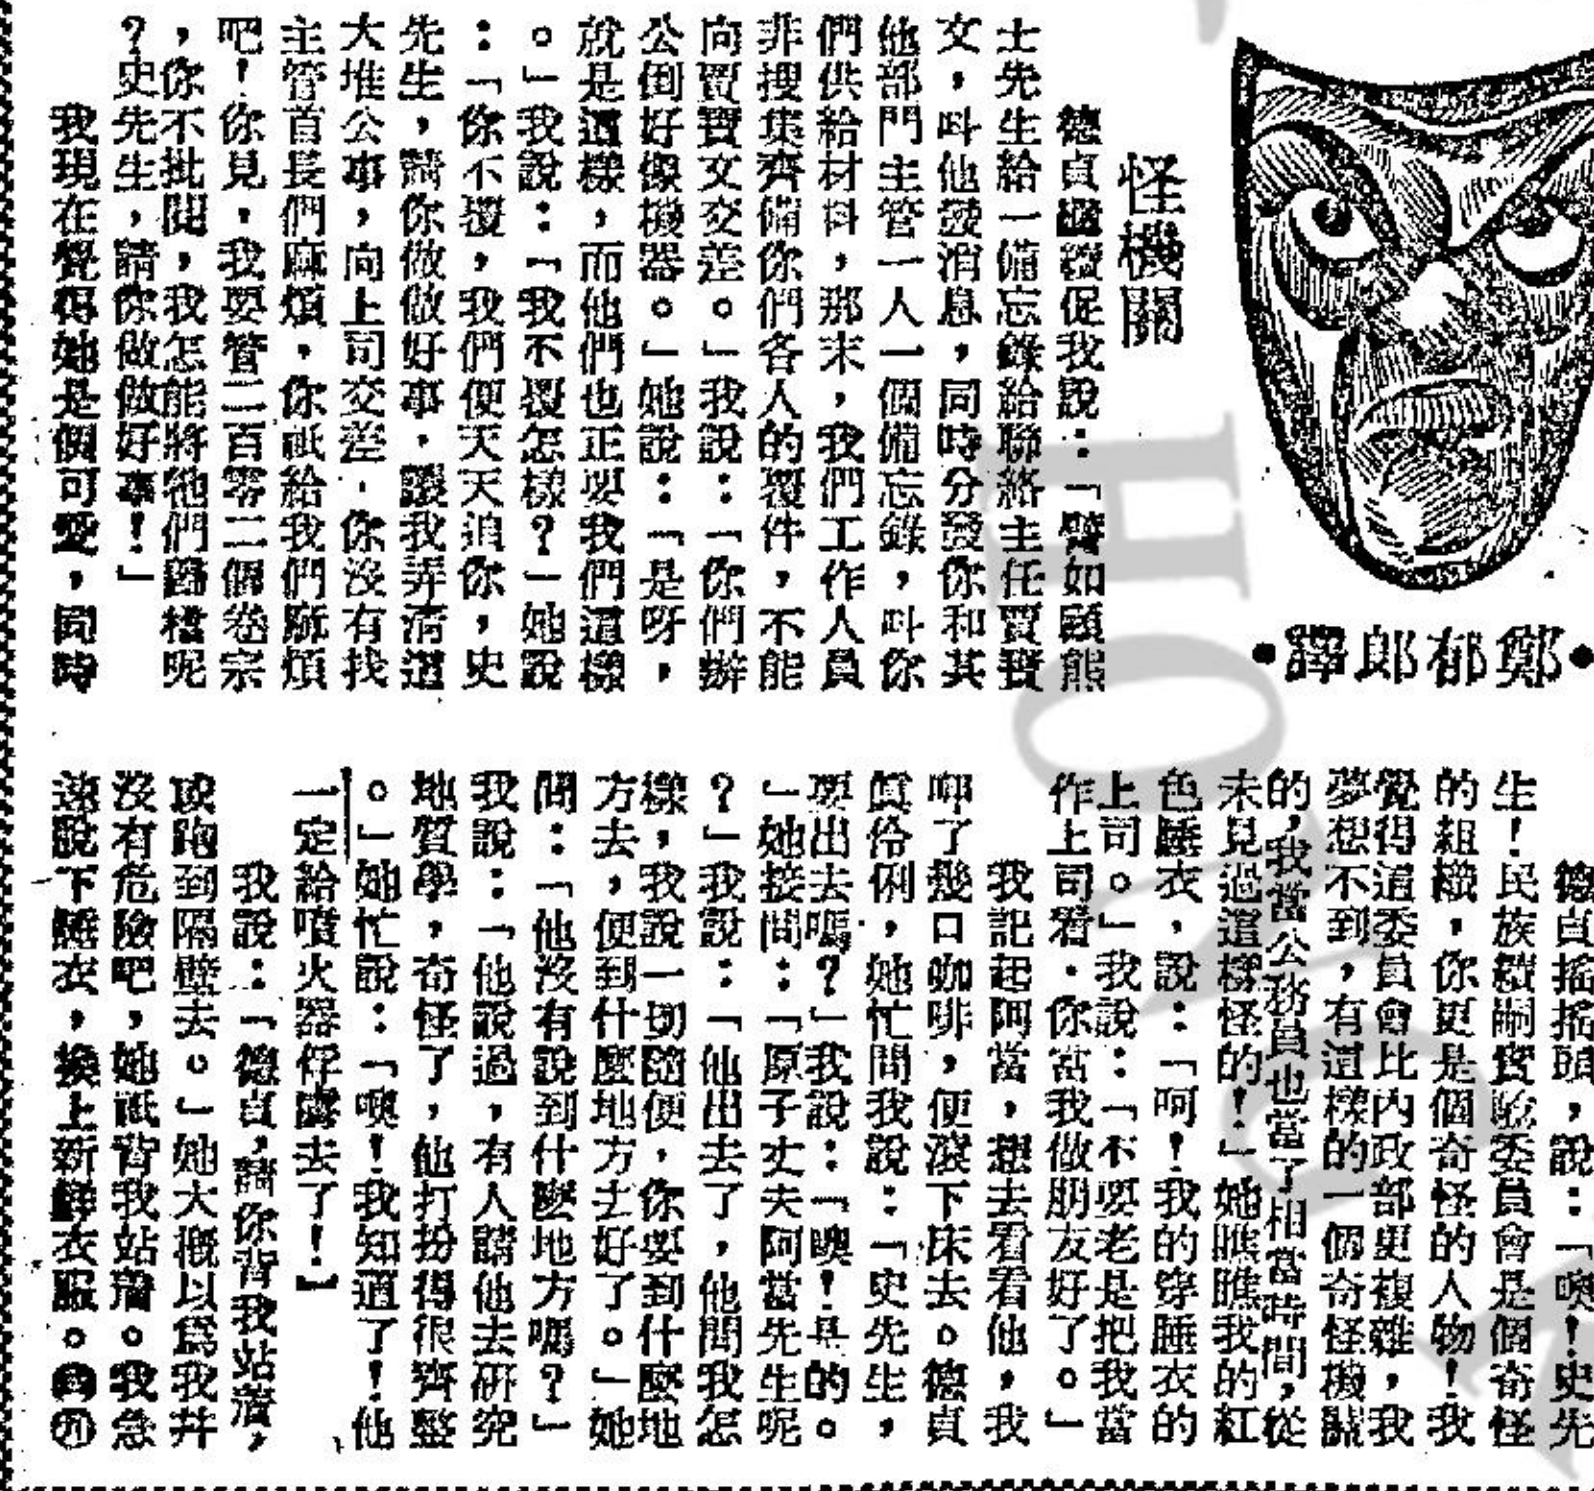 怪機關
•鄭郁郎譯•
德貞繼續促我說：「譬如顧熊
士先生給一備忘錄給聯絡主任賈寶
文，叫他發消息，同時分發你和其
他部門主管一人一個備忘錄，叫你
們供給材料，那末，我們工作人員
非搜集齊備你們各人的覆件，不能
向賈寶文交差。」我說：「你們辦
公倒好像機器。」她說：「是呀，
就是這樣，而他們也正要我們這樣
。」我說：「我不覆怎樣？」她說
：「你不覆，我們便天天追你，史
先生，請你做做好事，讓我弄清這
大堆公事，向上司交差，你沒有找
主管首長們麻煩，你祇給我們麻煩
吧！你見，我要管二百零二個卷宗
，你不批閱，我怎能將牠們歸檔呢
？史先生，請你做做好事！」
我現在覺得她是個可愛，同時
德貞搖搖頭，說：「噢！史先
生！民族續嗣實驗委員會是個奇怪
的組織，你更是個奇怪的人物！我
覺得這委員會比內政部更複雜，我
夢想不到，有這樣的一個奇怪機關
的，我當公務員也當了相當時間，從
未見過這樣怪的！」她瞧瞧我的紅
色睡衣，說：「呵！我的穿睡衣的
上司。」我說：「不要老是把我當
作上司看，你當我做朋友好了。」
我記起阿當，想去看看他，我
呷了幾口咖啡，便滾下床去。德貞
眞伶俐，她忙問我說：「史先生，
要出去嗎？」我說：「噢！是的。
」她接問：「原子丈夫阿當先生呢
？」我說：「他出去了，他問我怎
樣，我說一切隨便，你要到什麼地
方去，便到什麼地方去好了。」她
問：「他沒有說到什麼地方嗎？」
我說：「他說過，有人請他去研究
地質學，奇怪了，他打扮得很齊整
。」她忙說：「噢！我知道了！他
一定給噴火器俘虜去了！」
我說：「德貞，請你背我站着，
或跑到隔壁去。」她大概以爲我幷
沒有危險吧，她祇背我站着。我急
速脫下睡衣，換上新鮮衣服。